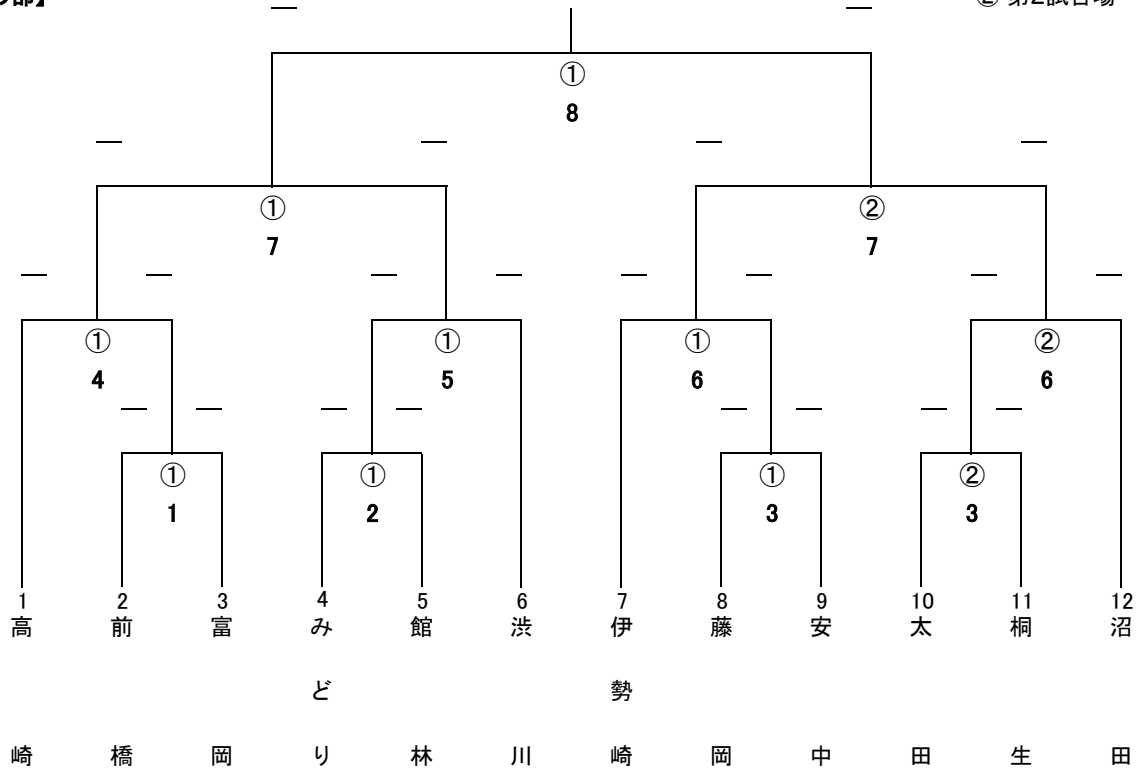 部】
② 第2試合場
①
8
① ②
7 7
① ① ① ②
4 5 6 6
① ① ① ②
1 2 3 3
1 2 3 4 5 6 7 8 9 10 11 12
高崎
前橋
富岡
みどり
館林
渋川
伊勢崎
藤岡
安中
太田
桐生
沼田